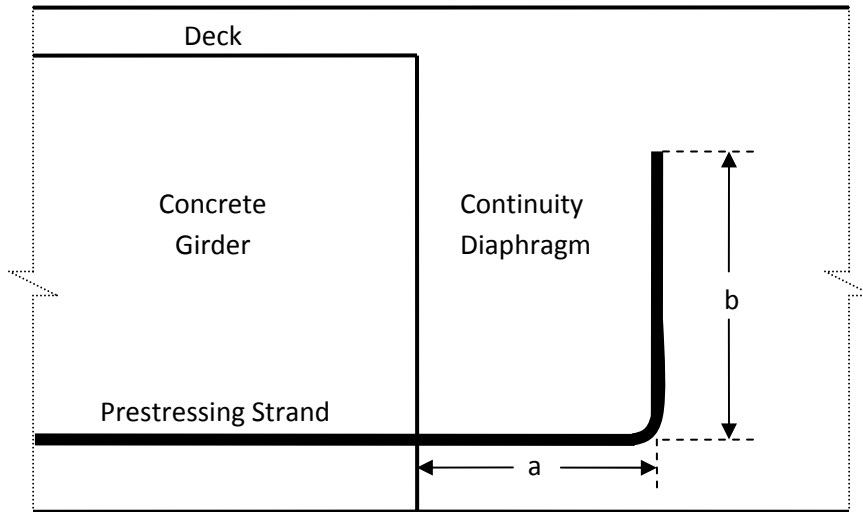 Deck
Concrete
Girder
Continuity
Diaphragm
b
Prestressing Strand
a